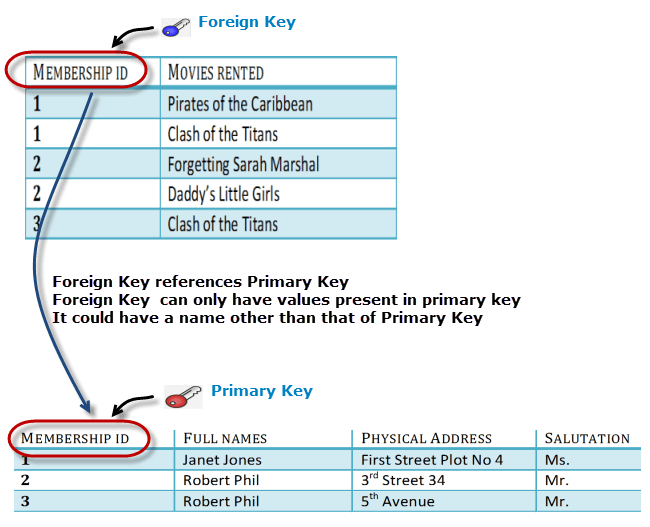 Foreign Key
MEMBERSHIP ID MOVIES RENTED
1 Pirates of the Caribbean
1 Clash of the Titans
2 Forgetting Sarah Marshal
2 Daddy's Little Girls
3 Clash of the Titans
Foreign Key references Primary Key
Foreign Key can only have values present in primary key
It could have a name other than that of Primary Key
Primary Key
MEMBERSHIP ID FULL NAMES PHYSICAL ADDRESS SALUTATION
1 Janet Jones First Street Plot No 4 Ms.
2 Robert Phil 3rd Street 34 Mr.
3 Robert Phil 5th Avenue Mr.